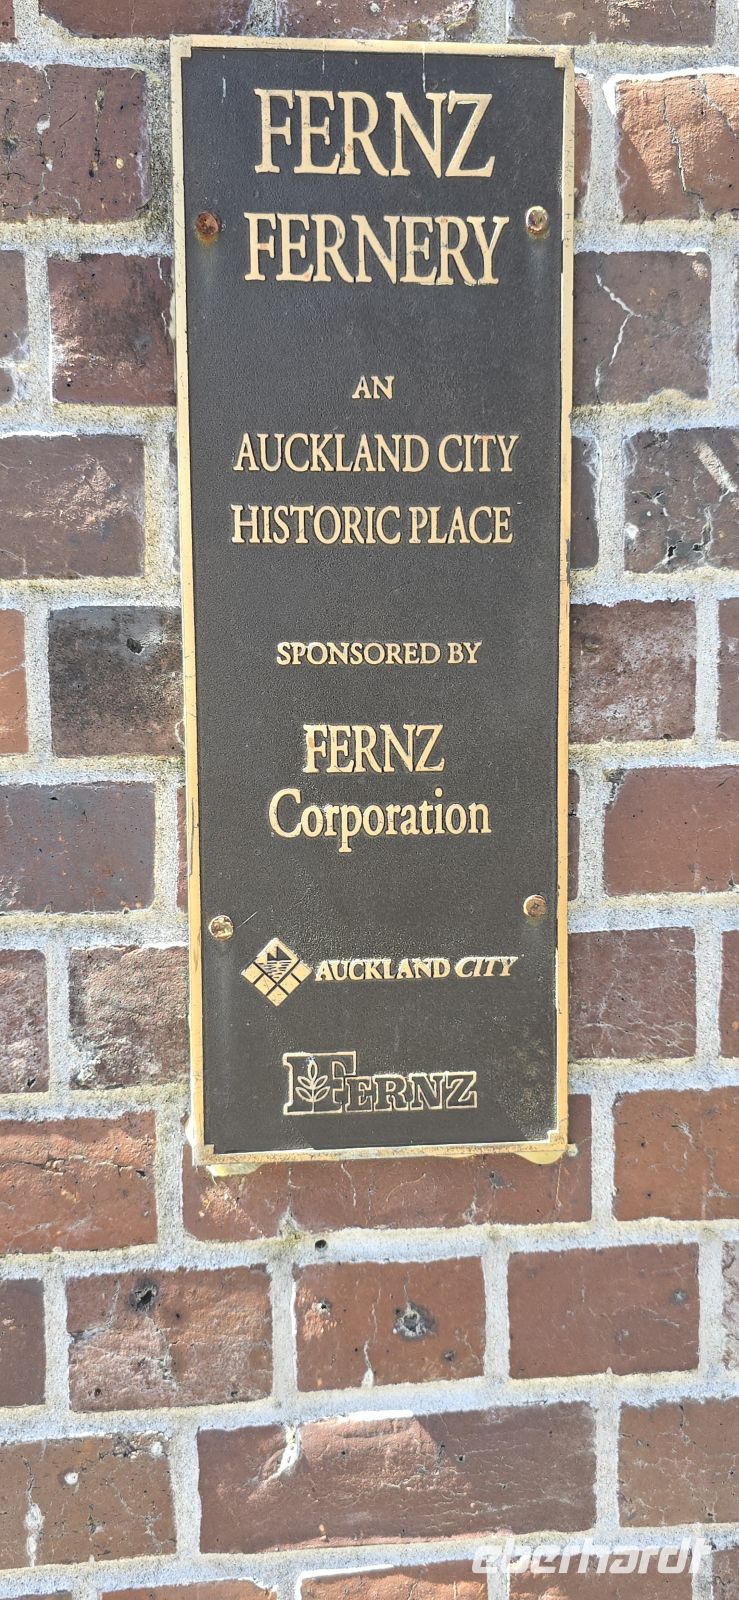 FERNZ
FERNERY
AN
AUCKLAND CITY
HISTORIC PLACE
SPONSORED BY
FERNZ
Corporation
AUCKLAND CITY
FERNZ
eberhardt